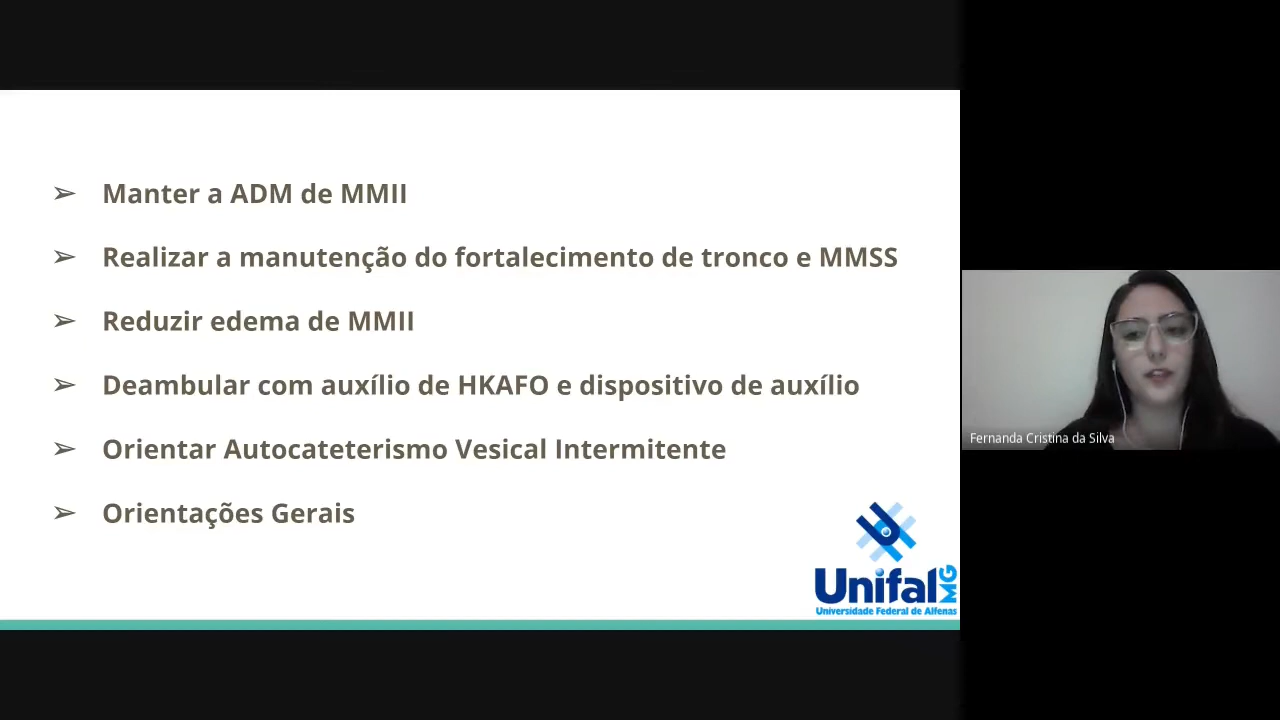 ➢ Manter a ADM de MMII
➢ Realizar a manutenção do fortalecimento de tronco e MMSS
➢ Reduzir edema de MMII
➢ Deambular com auxílio de HKAFO e dispositivo de auxílio
➢ Orientar Autocateterismo Vesical Intermitente
➢ Orientações Gerais
Unifal MG
Universidade Federal de Alfenas
Fernanda Cristina da Silva